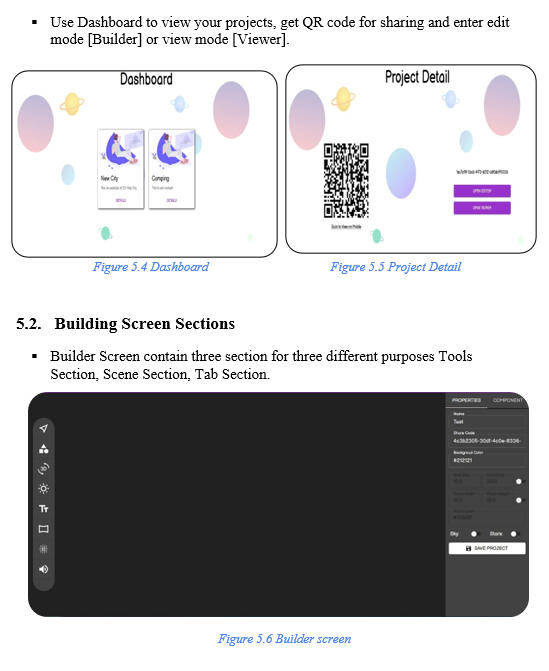 ▪ Use Dashboard to view your projects, get QR code for sharing and enter edit
mode [Builder] or view mode [Viewer].
Dashboard
New City
Camping
DETAILS
DETAILS
Project Detail
Scan to View on Mobile
OPEN EDITOR
OPEN VIEWER
Figure 5.4 Dashboard
Figure 5.5 Project Detail
5.2. Building Screen Sections
▪ Builder Screen contain three section for three different purposes Tools
Section, Scene Section, Tab Section.
PROPERTIES COMPONENT
Name
Test
Share Code
Background Color
#212121
3D
TT
Sky Stars
SAVE PROJECT
Figure 5.6 Builder screen